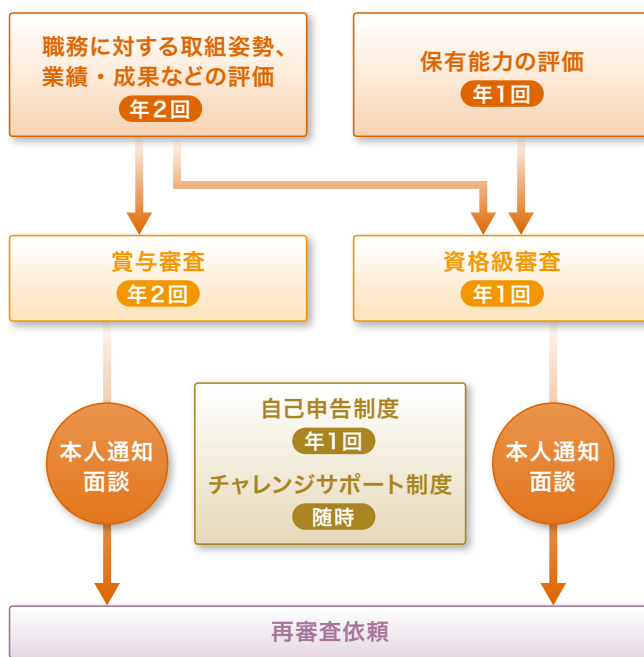 職務に対する取組姿勢、
業績・成果などの評価
年2回
保有能力の評価
年1回
賞与審査
年2回
資格級審査
年1回
自己申告制度
年1回
チャレンジサポート制度
随時
本人通知
面談
本人通知
面談
再審査依頼